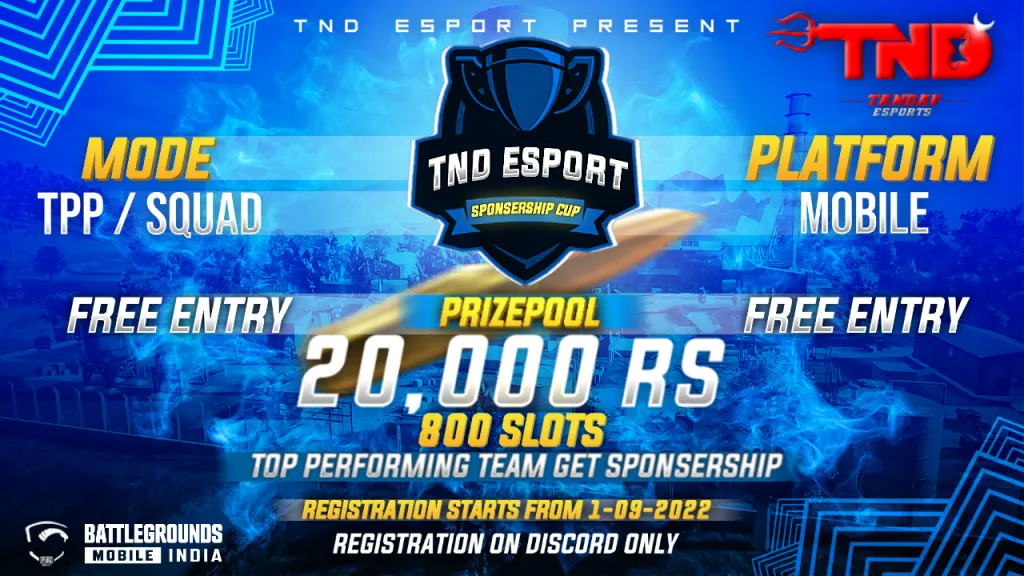 TND ESPORT PRESENT
TND
TANDAV
ESPORTS
TND ESPORT
SPONSERSHIP CUP
MODE
TPP / SQUAD
PLATFORM
MOBILE
FREE ENTRY
PRIZEPOOL
FREE ENTRY
20,000 RS
800 SLOTS
TOP PERFORMING TEAM GET SPONSERSHIP
REGISTRATION STARTS FROM 1-09-2022
REGISTRATION ON DISCORD ONLY
BATTLEGROUNDS
MOBILE INDIA